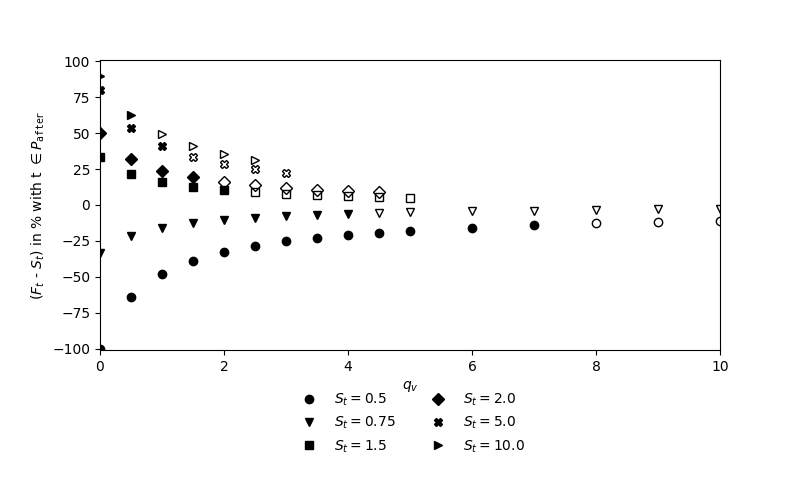 (F_t - S_t) in % with t ∈ P_after
100
75
50
25
0
−25
−50
−75
−100
0 2 4 6 8 10
q_v
S_t = 0.5 S_t = 2.0
S_t = 0.75 S_t = 5.0
S_t = 1.5 S_t = 10.0